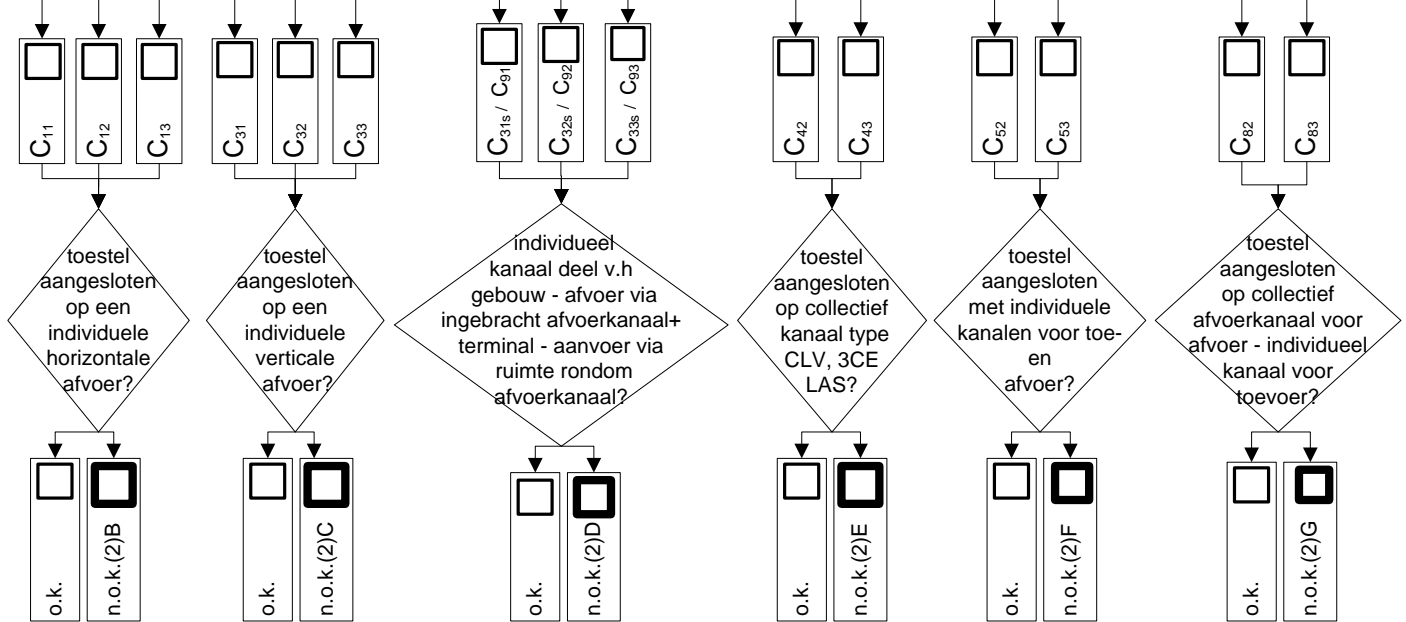 C11
C12
C13
C31
C32
C33
C31s / C91
C32s / C92
C33s / C93
C42
C43
C52
C53
C82
C83
toestel
aangesloten
op een
individuele
horizontale
afvoer?
toestel
aangesloten
op een
individuele
verticale
afvoer?
individueel
kanaal deel v.h
gebouw - afvoer via
ingebracht afvoerkanaal+
terminal - aanvoer via
ruimte rondom
afvoerkanaal?
toestel
aangesloten
op collectief
kanaal type
CLV, 3CE
LAS?
toestel
aangesloten
met individuele
kanalen voor toe-
en
afvoer?
toestel
aangesloten
op collectief
afvoerkanaal voor
afvoer - individueel
kanaal voor
toevoer?
o.k.
n.o.k.(2)B
o.k.
n.o.k.(2)C
o.k.
n.o.k.(2)D
o.k.
n.o.k.(2)E
o.k.
n.o.k.(2)F
o.k.
n.o.k.(2)G